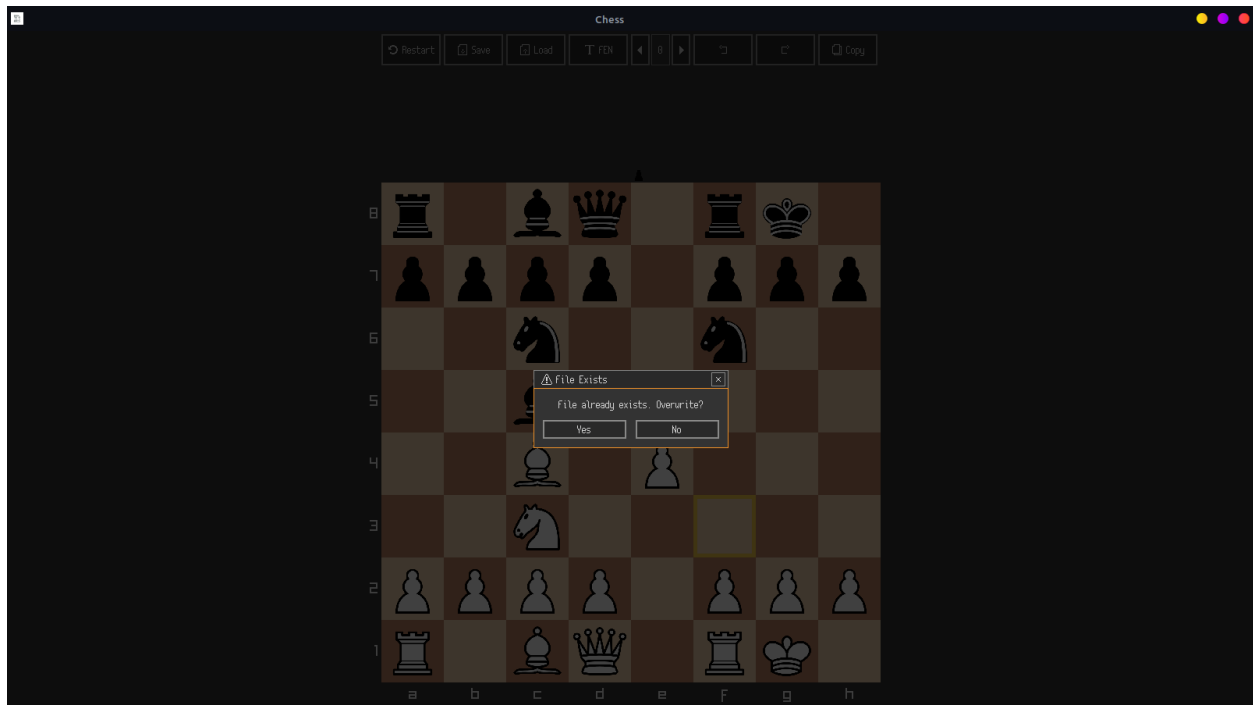 Chess
Restart Save Load FEN 0 Copy
8
7
6
File Exists
5
File already exists. Overwrite?
Yes No
4
3
2
1
a b c d e f g h